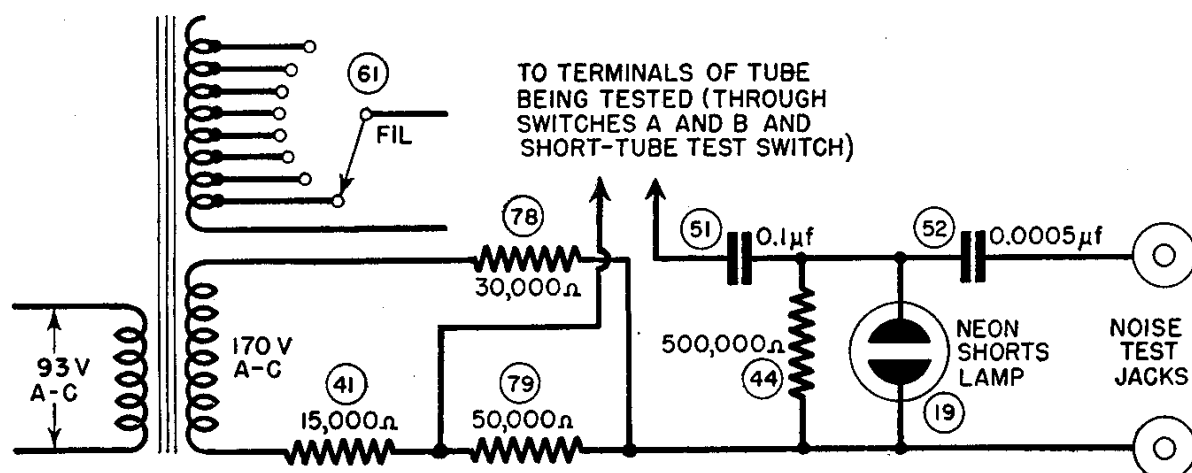 61
FIL
TO TERMINALS OF TUBE
BEING TESTED (THROUGH
SWITCHES A AND B AND
SHORT-TUBE TEST SWITCH)
78
30,000Ω
51
0.1μf
52
0.0005μf
93 V
A-C
170 V
A-C
41
15,000Ω
79
50,000Ω
500,000Ω
44
NEON
SHORTS
LAMP
19
NOISE
TEST
JACKS